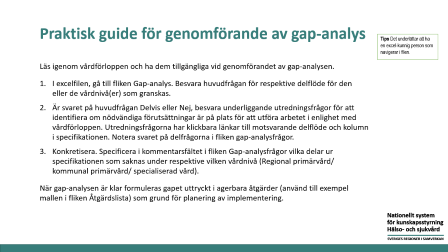 Praktisk guide för genomförande av gap-analys
Tips Det underlättar att ha
en excel-kunnig person som
navigerar i filen
Läs igenom vårdförloppen och ha dem tillgängliga vid genomförandet av gap-analysen.
1. I excelfilen, gå till fliken Gap-analys. Besvara huvudfrågan för respektive delflöde för den
eller de vårdnivå(er) som granskas.
2. Är svaret på huvudfrågan Delvis eller Nej, besvara underliggande utredningsfrågor för att
identifiera om nödvändiga förutsättningar är på plats för att utföra arbetet i enlighet med
vårdförloppen. Utredningsfrågorna har klickbara länkar till motsvarande delflöde och kolumn
i specifikationen. Notera svaret på delfrågorna i fliken gap-analysfrågor.
3. Konkretisera. Specificera i kommentarsfältet i fliken Gap-analysfrågor vilka delar ur
specifikationen som saknas under respektive vilken vårdnivå (Regional primärvård/
kommunal primärvård/ specialiserad vård).
När gap-analysen är klar formuleras gapet uttryckt i agerbara åtgärder (använd till exempel
mallen i fliken Åtgärdslista) som grund för planering av implementering.
Nationellt system
för kunskapsstyrning
Hälso- och sjukvård
SVERIGES REGIONER I SAMVERKAN